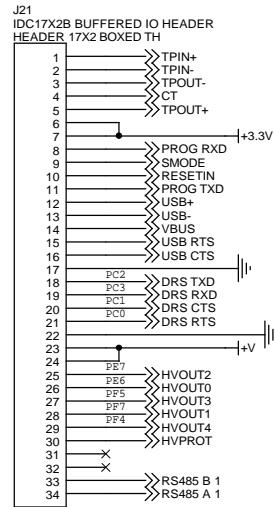 J21
IDC17X2B BUFFERED IO HEADER
HEADER 17X2 BOXED TH
1 TPIN+
2 TPIN-
3 TPOUT-
4 CT
5 TPOUT+
6
7 +3.3V
8 PROG RXD
9 SMODE
10 RESETIN
11 PROG TXD
12 USB+
13 USB-
14 VBUS
15 USB RTS
16 USB CTS
17
18 PC2 DRS TXD
19 PC3 DRS RXD
20 PC1 DRS CTS
21 PC0 DRS RTS
22
23 +V
24
25 PE7 HVOUT2
26 PE6 HVOUT0
27 PF5 HVOUT3
28 PF7 HVOUT1
29 PF4 HVOUT4
30 HVPROT
31
32
33 RS485 B 1
34 RS485 A 1